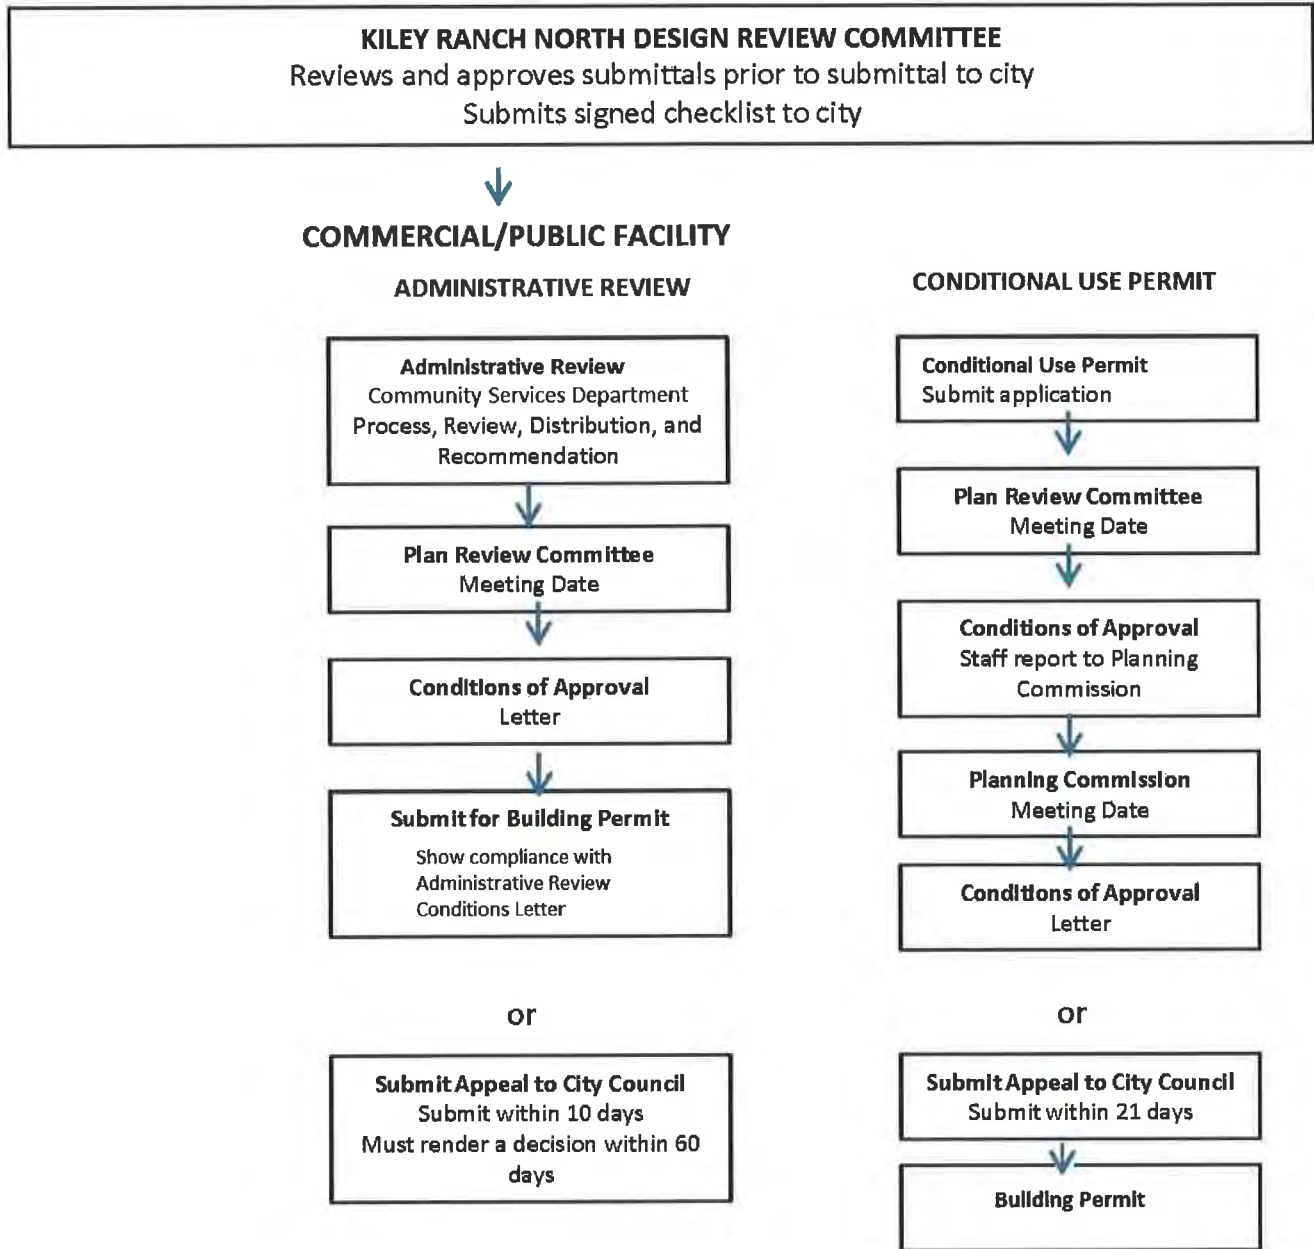 KILEY RANCH NORTH DESIGN REVIEW COMMITTEE
Reviews and approves submittals prior to submittal to city
Submits signed checklist to city
COMMERCIAL/PUBLIC FACILITY
ADMINISTRATIVE REVIEW
Administrative Review
Community Services Department
Process, Review, Distribution, and
Recommendation
Plan Review Committee
Meeting Date
Conditions of Approval
Letter
Submit for Building Permit
Show compliance with
Administrative Review
Conditions Letter
or
Submit Appeal to City Council
Submit within 10 days
Must render a decision within 60
days
CONDITIONAL USE PERMIT
Conditional Use Permit
Submit application
Plan Review Committee
Meeting Date
Conditions of Approval
Staff report to Planning
Commission
Planning Commission
Meeting Date
Conditions of Approval
Letter
or
Submit Appeal to City Council
Submit within 21 days
Building Permit